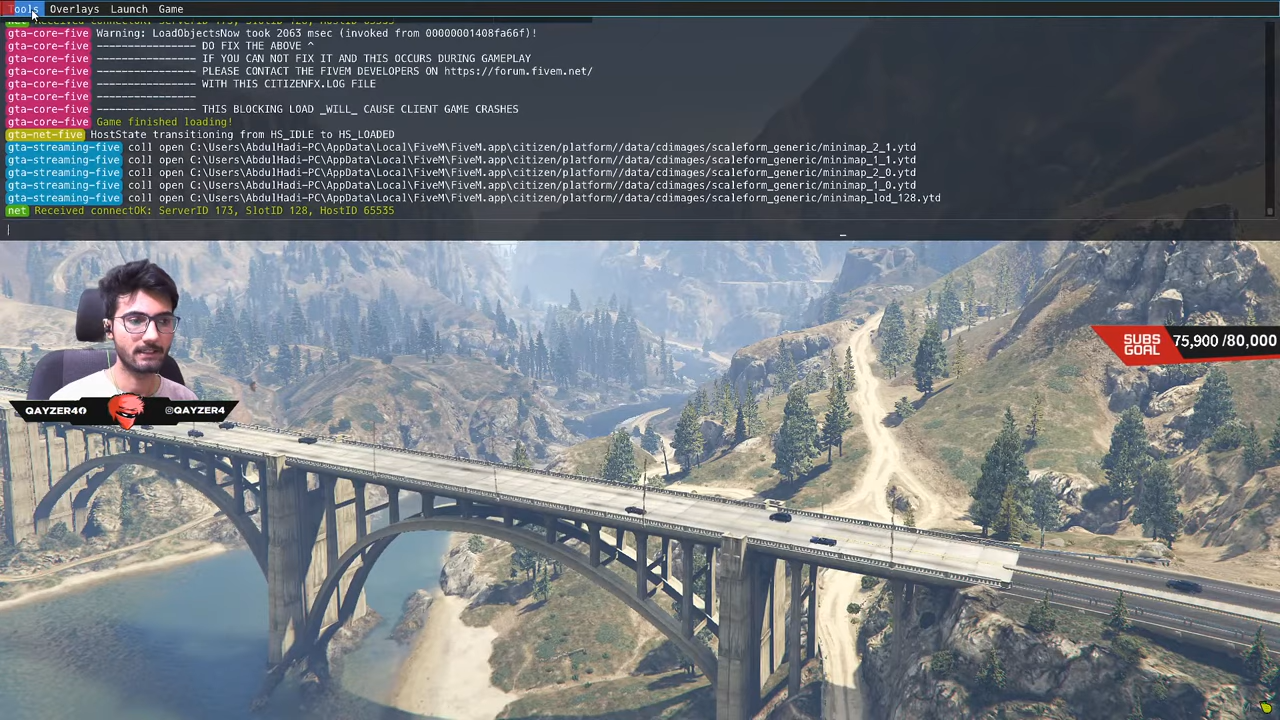 Tools Overlays Launch Game
net Received connectOK: ServerID 173, SlotID 128, HostID 65535
gta-core-five Warning: LoadObjectsNow took 2063 msec (invoked from 00000001408fa66f)!
gta-core-five ---------------- DO FIX THE ABOVE ^
gta-core-five ---------------- IF YOU CAN NOT FIX IT AND THIS OCCURS DURING GAMEPLAY
gta-core-five ---------------- PLEASE CONTACT THE FIVEM DEVELOPERS ON https://forum.fivem.net/
gta-core-five ---------------- WITH THIS CITIZENFX.LOG FILE
gta-core-five ----------------
gta-core-five ---------------- THIS BLOCKING LOAD _WILL_ CAUSE CLIENT GAME CRASHES
gta-core-five Game finished loading!
gta-net-five HostState transitioning from HS_IDLE to HS_LOADED
gta-streaming-five coll open C:\Users\AbdulHadi-PC\AppData\Local\FiveM\FiveM.app\citizen/platform//data/cdimages/scaleform_generic/minimap_2_1.ytd
gta-streaming-five coll open C:\Users\AbdulHadi-PC\AppData\Local\FiveM\FiveM.app\citizen/platform//data/cdimages/scaleform_generic/minimap_1_1.ytd
gta-streaming-five coll open C:\Users\AbdulHadi-PC\AppData\Local\FiveM\FiveM.app\citizen/platform//data/cdimages/scaleform_generic/minimap_2_0.ytd
gta-streaming-five coll open C:\Users\AbdulHadi-PC\AppData\Local\FiveM\FiveM.app\citizen/platform//data/cdimages/scaleform_generic/minimap_1_0.ytd
gta-streaming-five coll open C:\Users\AbdulHadi-PC\AppData\Local\FiveM\FiveM.app\citizen/platform//data/cdimages/scaleform_generic/minimap_lod_128.ytd
net Received connectOK: ServerID 173, SlotID 128, HostID 65535
SUBS
GOAL
75,900 /80,000
QAYZER4
QAYZER4